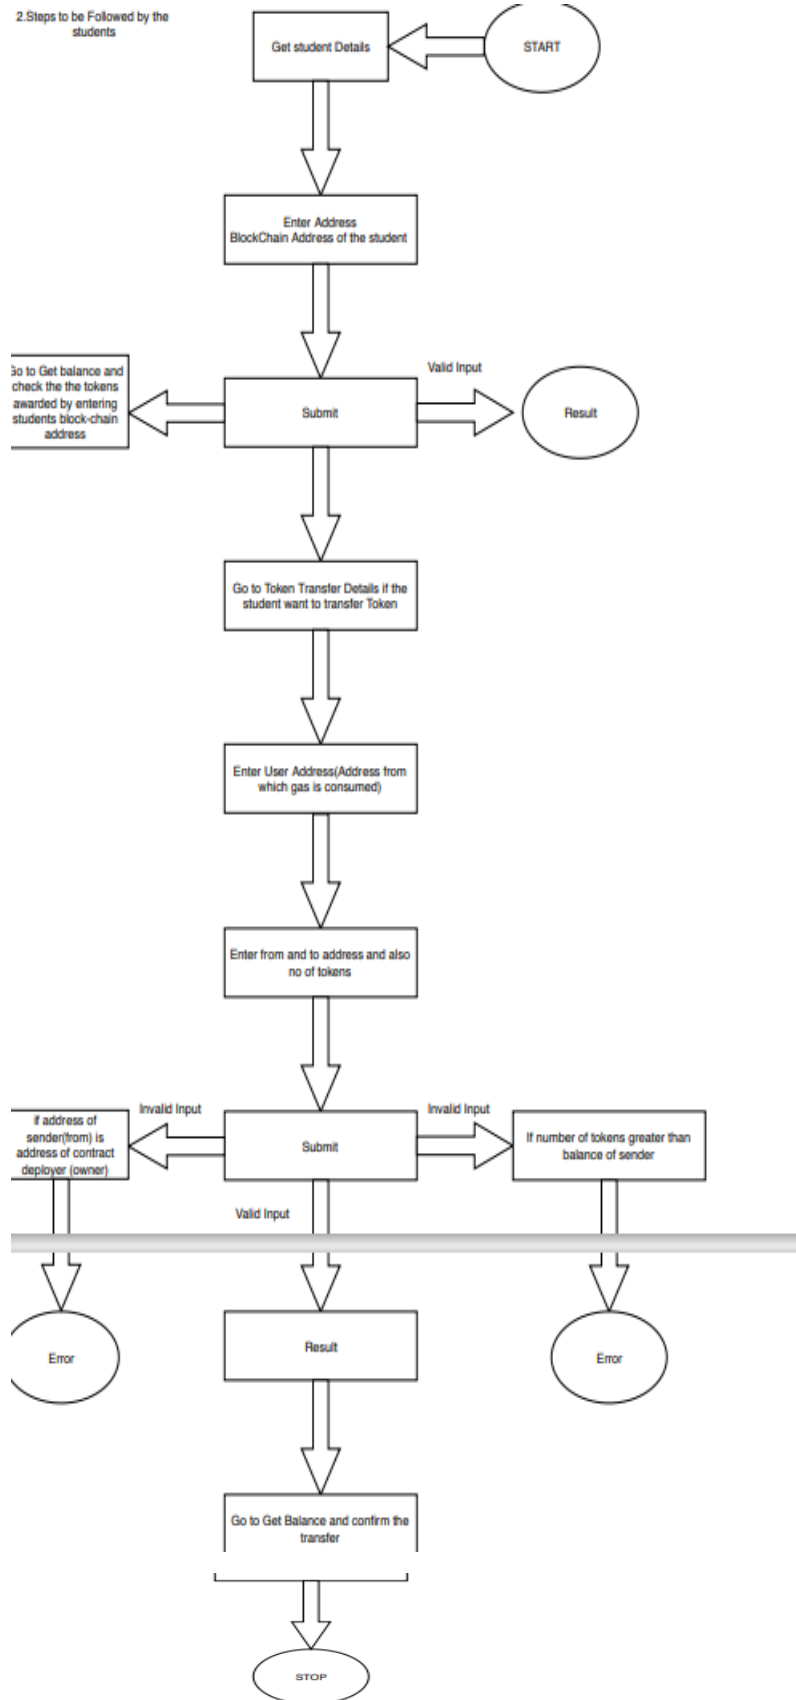 2.Steps to be Followed by the
students
Get student Details
START
Enter Address
BlockChain Address of the student
Go to Get balance and
check the the tokens
awarded by entering
students block-chain
address
Submit
Valid Input
Result
Go to Token Transfer Details if the
student want to transfer Token
Enter User Address(Address from
which gas is consumed)
Enter from and to address and also
no of tokens
Invalid Input
Invalid Input
if address of
sender(from) is
address of contract
deployer (owner)
Submit
If number of tokens greater than
balance of sender
Valid Input
Error
Result
Error
Go to Get Balance and confirm the
transfer
STOP